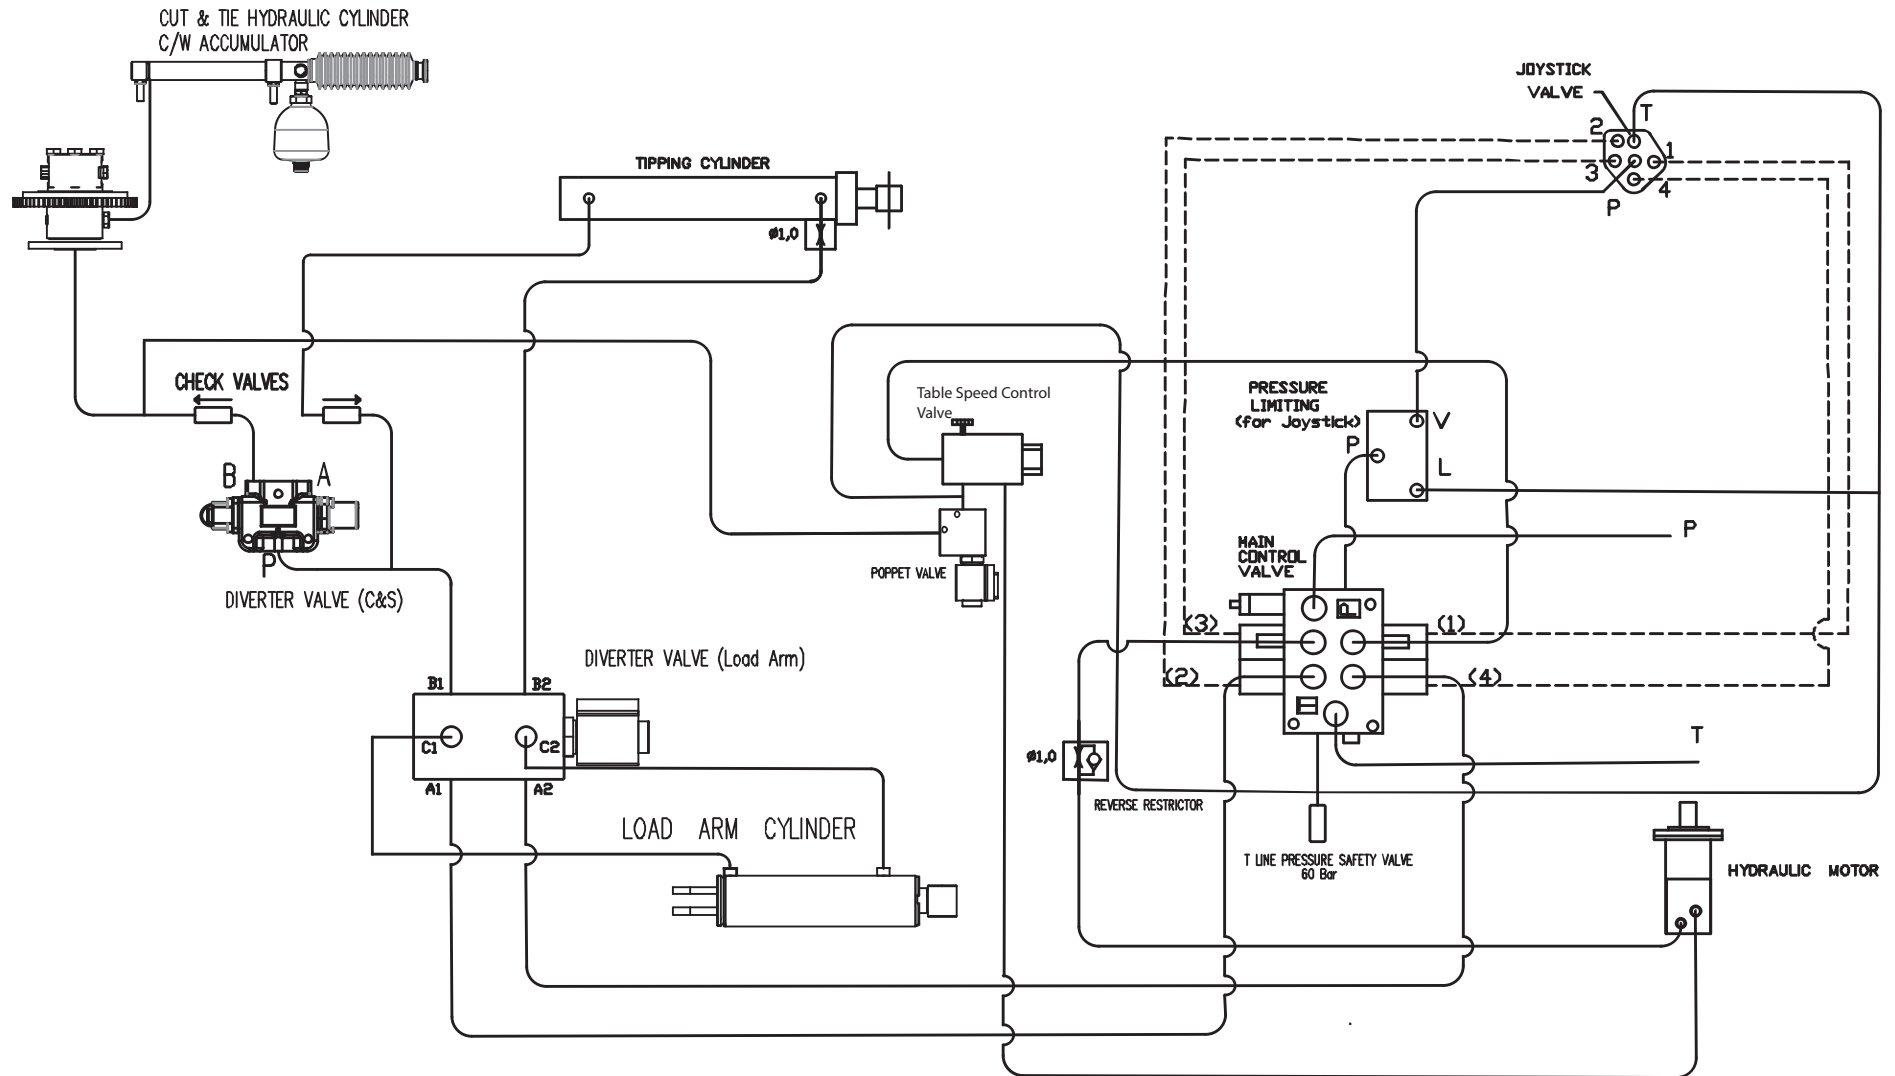 CUT & TIE HYDRAULIC CYLINDER
C/W ACCUMULATOR
JOYSTICK
VALVE
T
2
1
3
4
P
TIPPING CYLINDER
Ø1,0
CHECK VALVES
Table Speed Control
Valve
PRESSURE
LIMITING
(for Joystick)
V
P
L
B
A
P
DIVERTER VALVE (C&S)
POPPET VALVE
MAIN
CONTROL
VALVE
P
P
(3)
(1)
(2)
(4)
T
DIVERTER VALVE (Load Arm)
B1
B2
C1
C2
A1
A2
Ø1,0
REVERSE RESTRICTOR
LOAD ARM CYLINDER
T LINE PRESSURE SAFETY VALVE
60 Bar
HYDRAULIC MOTOR